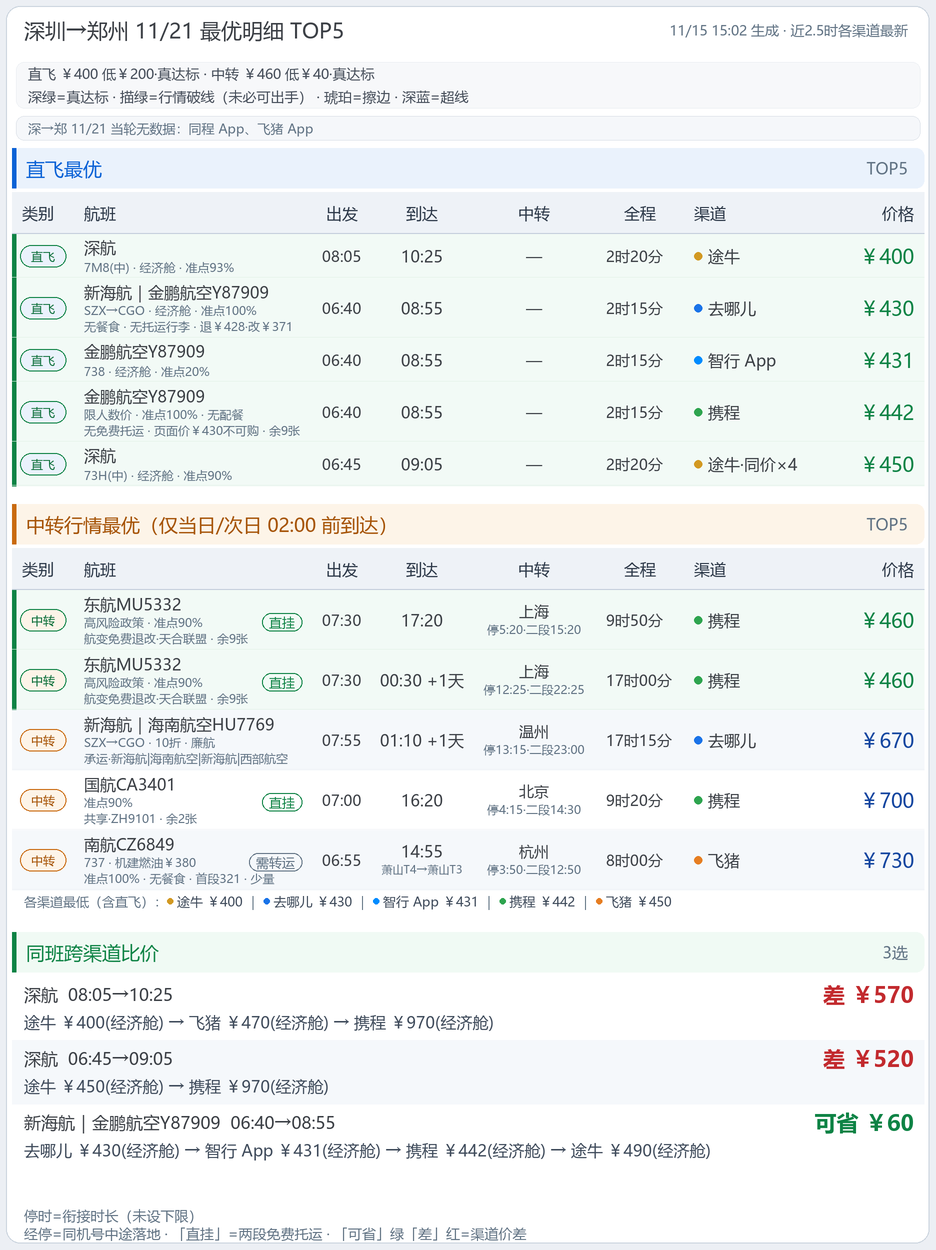 深圳→郑州 11/21 最优明细 TOP5
11/15 15:02 生成 · 近2.5时各渠道最新
直飞 ￥400 低￥200·真达标 · 中转 ￥460 低￥40·真达标
深绿=真达标 · 描绿=行情破线（未必可出手） · 琥珀=擦边 · 深蓝=超线
深→郑 11/21 当轮无数据：同程 App、飞猪 App
直飞最优 TOP5
类别 航班 出发 到达 中转 全程 渠道 价格
直飞 深航 08:05 10:25 — 2时20分 途牛 ￥400
7M8(中) · 经济舱 · 准点93%
直飞 新海航｜金鹏航空Y87909 06:40 08:55 — 2时15分 去哪儿 ￥430
SZX→CGO · 经济舱 · 准点100%
无餐食 · 无托运行李 · 退￥428·改￥371
直飞 金鹏航空Y87909 06:40 08:55 — 2时15分 智行 App ￥431
738 · 经济舱 · 准点20%
直飞 金鹏航空Y87909 06:40 08:55 — 2时15分 携程 ￥442
限人数价 · 准点100% · 无配餐
无免费托运 · 页面价￥430不可购 · 余9张
直飞 深航 06:45 09:05 — 2时20分 途牛·同价×4 ￥450
73H(中) · 经济舱 · 准点90%
中转行情最优（仅当日/次日 02:00 前到达） TOP5
类别 航班 出发 到达 中转 全程 渠道 价格
中转 东航MU5332 直挂 07:30 17:20 上海 9时50分 携程 ￥460
高风险政策 · 准点90% 停5:20·二段15:20
航变免费退改·天合联盟 · 余9张
中转 东航MU5332 直挂 07:30 00:30 +1天 上海 17时00分 携程 ￥460
高风险政策 · 准点90% 停12:25·二段22:25
航变免费退改·天合联盟 · 余9张
中转 新海航｜海南航空HU7769 07:55 01:10 +1天 温州 17时15分 去哪儿 ￥670
SZX→CGO · 10折 · 廉航 停13:15·二段23:00
承运·新海航|海南航空|新海航|西部航空
中转 国航CA3401 直挂 07:00 16:20 北京 9时20分 携程 ￥700
准点90% 停4:15·二段14:30
共享·ZH9101 · 余2张
中转 南航CZ6849 需转运 06:55 14:55 杭州 8时00分 飞猪 ￥730
737 · 机建燃油￥380 萧山T4→萧山T3 停3:50·二段12:50
准点100% · 无餐食 · 首段321 · 少量
各渠道最低（含直飞）: 途牛 ￥400 | 去哪儿 ￥430 | 智行 App ￥431 | 携程 ￥442 | 飞猪 ￥450
同班跨渠道比价 3选
深航 08:05→10:25 差 ￥570
途牛 ￥400(经济舱) → 飞猪 ￥470(经济舱) → 携程 ￥970(经济舱)
深航 06:45→09:05 差 ￥520
途牛 ￥450(经济舱) → 携程 ￥970(经济舱)
新海航｜金鹏航空Y87909 06:40→08:55 可省 ￥60
去哪儿 ￥430(经济舱) → 智行 App ￥431(经济舱) → 携程 ￥442(经济舱) → 途牛 ￥490(经济舱)
停时=衔接时长（未设下限）
经停=同机号中途落地 · 「直挂」=两段免费托运 · 「可省」绿「差」红=渠道价差